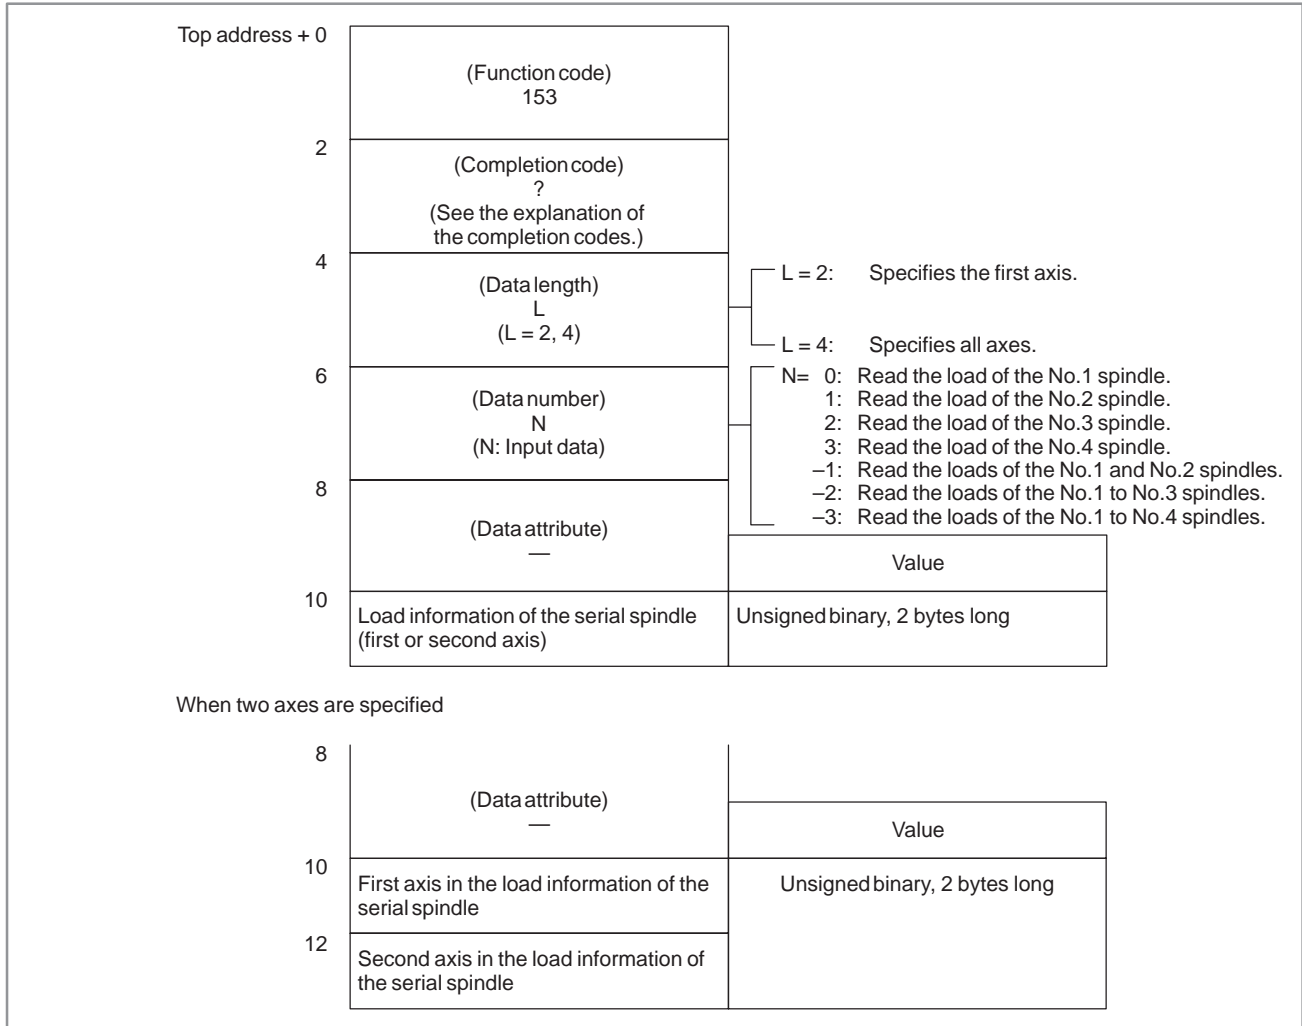 Top address + 0
(Function code)
153
2
(Completion code)
?
(See the explanation of
the completion codes.)
4
(Data length)
L
(L = 2, 4)
L = 2: Specifies the first axis.
L = 4: Specifies all axes.
6
(Data number)
N
(N: Input data)
N= 0: Read the load of the No.1 spindle.
1: Read the load of the No.2 spindle.
2: Read the load of the No.3 spindle.
3: Read the load of the No.4 spindle.
–1: Read the loads of the No.1 and No.2 spindles.
–2: Read the loads of the No.1 to No.3 spindles.
–3: Read the loads of the No.1 to No.4 spindles.
8
(Data attribute)
—
Value
10
Load information of the serial spindle
(first or second axis)
Unsigned binary, 2 bytes long
When two axes are specified
8
(Data attribute)
—
Value
10
First axis in the load information of the
serial spindle
Unsigned binary, 2 bytes long
12
Second axis in the load information of
the serial spindle